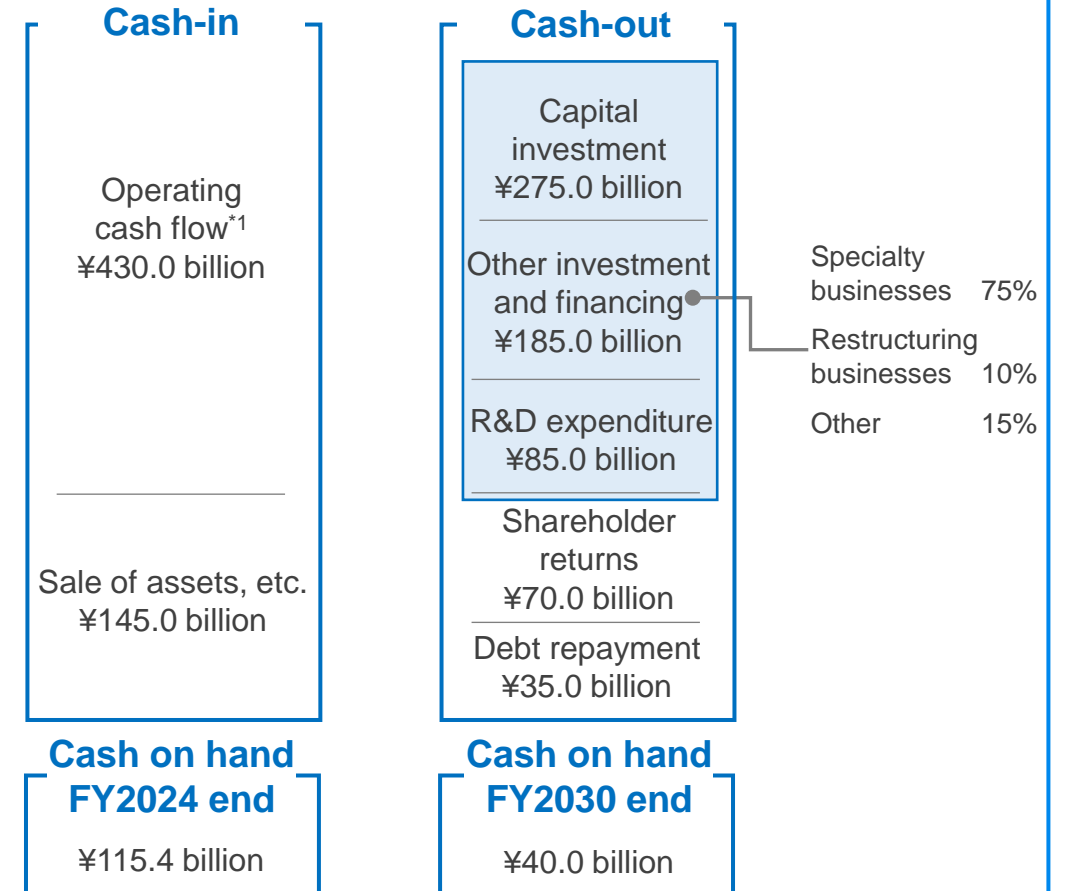 Cash-in
Operating
cash flow*1
¥430.0 billion
Sale of assets, etc.
¥145.0 billion
Cash on hand
FY2024 end
¥115.4 billion
Cash-out
Capital
investment
¥275.0 billion
Other investment
and financing
¥185.0 billion
R&D expenditure
¥85.0 billion
Shareholder
returns
¥70.0 billion
Debt repayment
¥35.0 billion
Cash on hand
FY2030 end
¥40.0 billion
Specialty
businesses 75%
Restructuring
businesses 10%
Other 15%